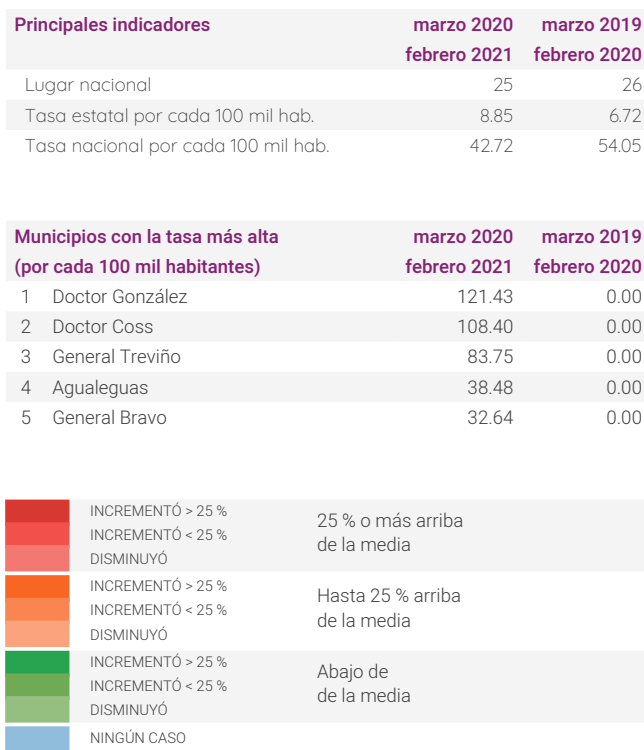 Principales indicadores marzo 2020 marzo 2019
febrero 2021 febrero 2020
Lugar nacional 25 26
Tasa estatal por cada 100 mil hab. 8.85 6.72
Tasa nacional por cada 100 mil hab. 42.72 54.05
Municipios con la tasa más alta marzo 2020 marzo 2019
(por cada 100 mil habitantes) febrero 2021 febrero 2020
1 Doctor González 121.43 0.00
2 Doctor Coss 108.40 0.00
3 General Treviño 83.75 0.00
4 Agualeguas 38.48 0.00
5 General Bravo 32.64 0.00
INCREMENTÓ > 25 %
INCREMENTÓ < 25 %
DISMINUYÓ
25 % o más arriba
de la media
INCREMENTÓ > 25 %
INCREMENTÓ < 25 %
DISMINUYÓ
Hasta 25 % arriba
de la media
INCREMENTÓ > 25 %
INCREMENTÓ < 25 %
DISMINUYÓ
Abajo de
de la media
NINGÚN CASO